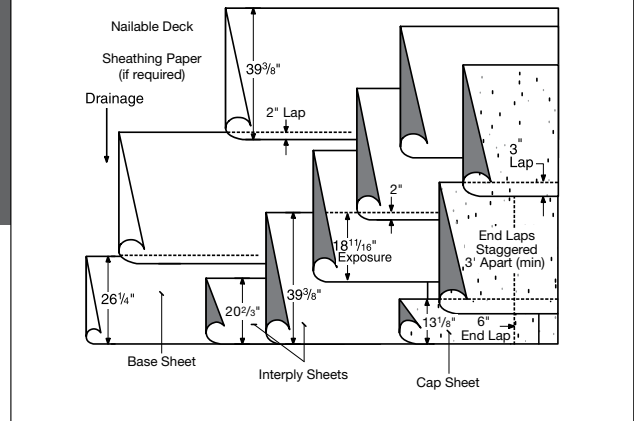 Nailable Deck
Sheathing Paper
(if required)
Drainage
39³/₈"
2" Lap
3"
Lap
2"
18¹¹/₁₆"
Exposure
End Laps
Staggered
3' Apart (min)
26¹/₄"
20²/₃"
39³/₈"
13¹/₈"
6"
End Lap
Base Sheet
Interply Sheets
Cap Sheet